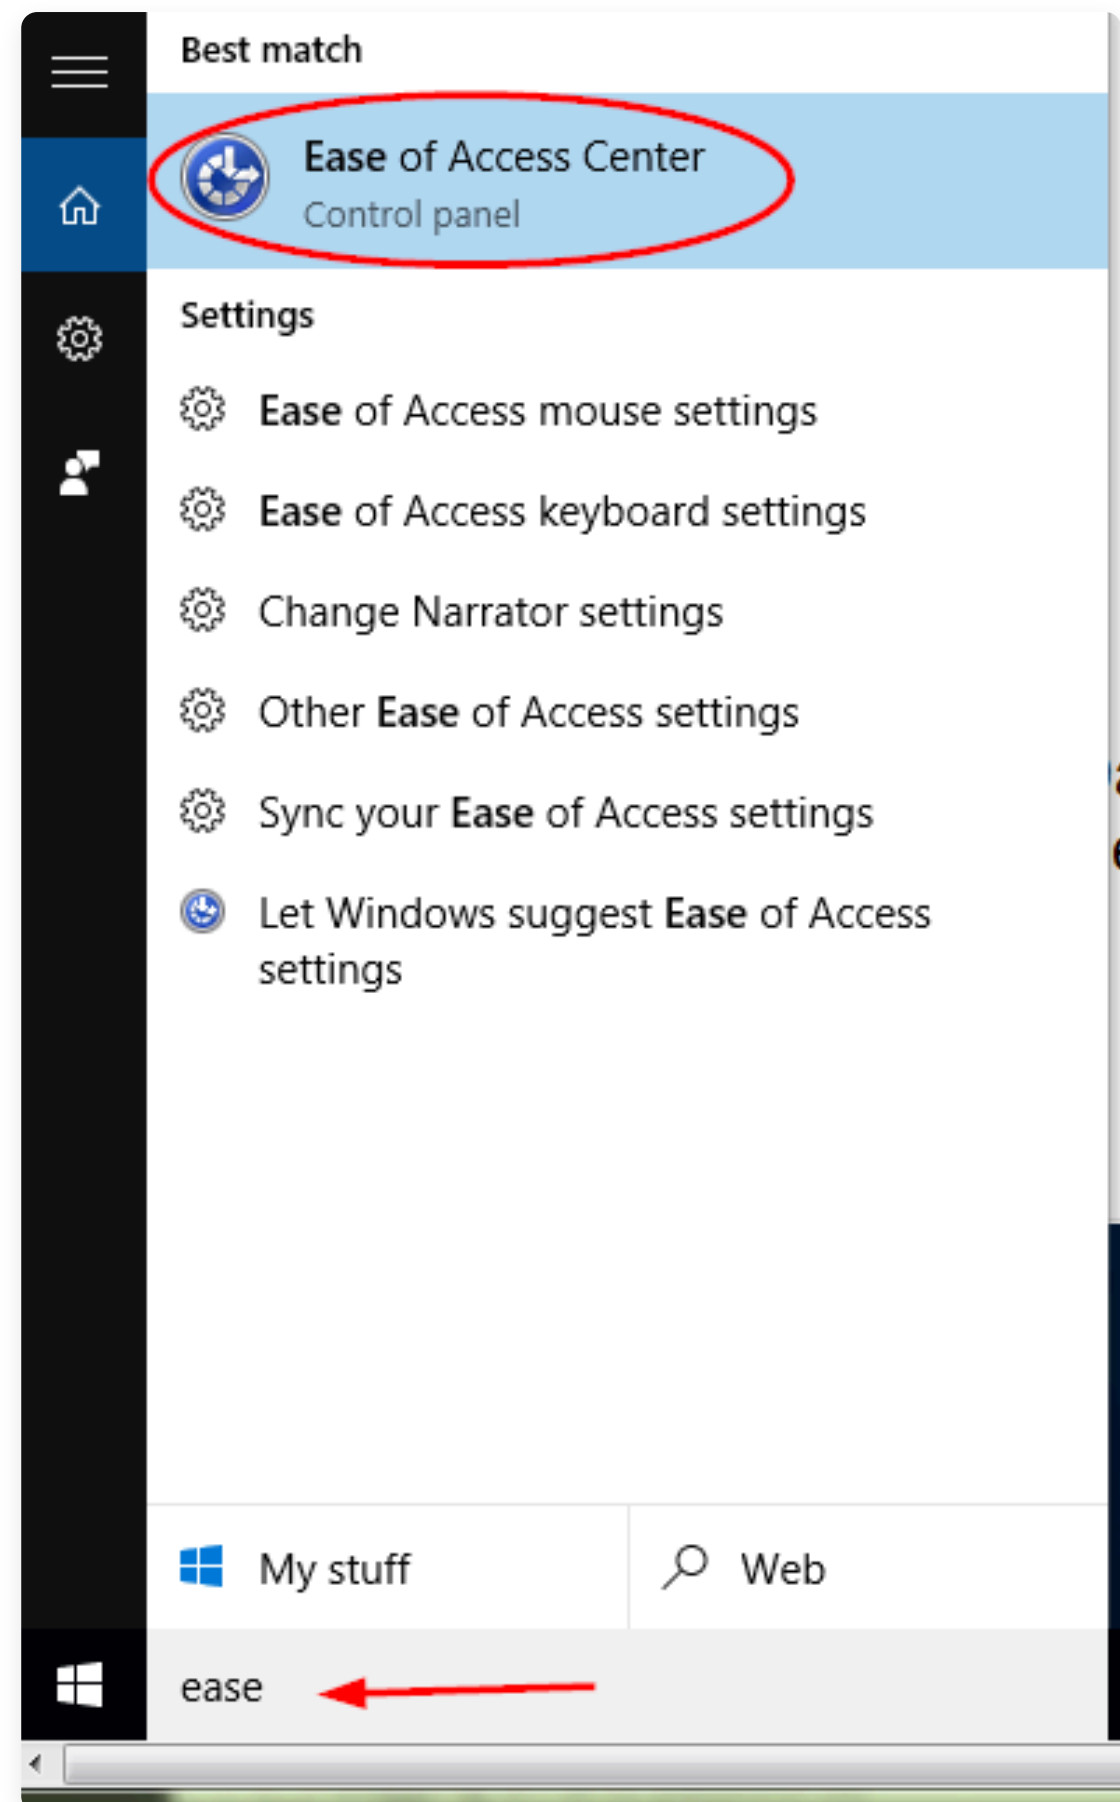 Best match
Ease of Access Center
Control panel
Settings
Ease of Access mouse settings
Ease of Access keyboard settings
Change Narrator settings
Other Ease of Access settings
Sync your Ease of Access settings
Let Windows suggest Ease of Access
settings
My stuff
Web
ease